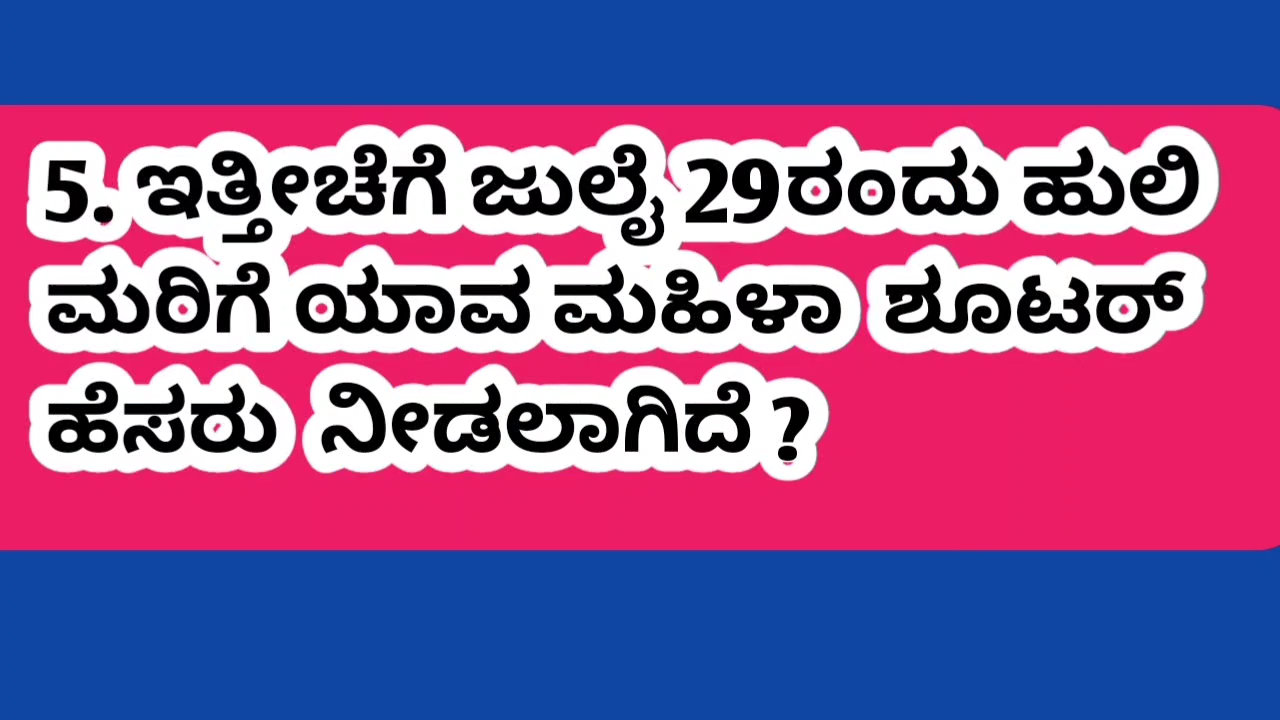 5. ಇತ್ತೀಚೆಗೆ ಜುಲೈ 29ರಂದು ಹುಲಿ
ಮರಿಗೆ ಯಾವ ಮಹಿಳಾ ಶೂಟರ್
ಹೆಸರು ನೀಡಲಾಗಿದೆ ?